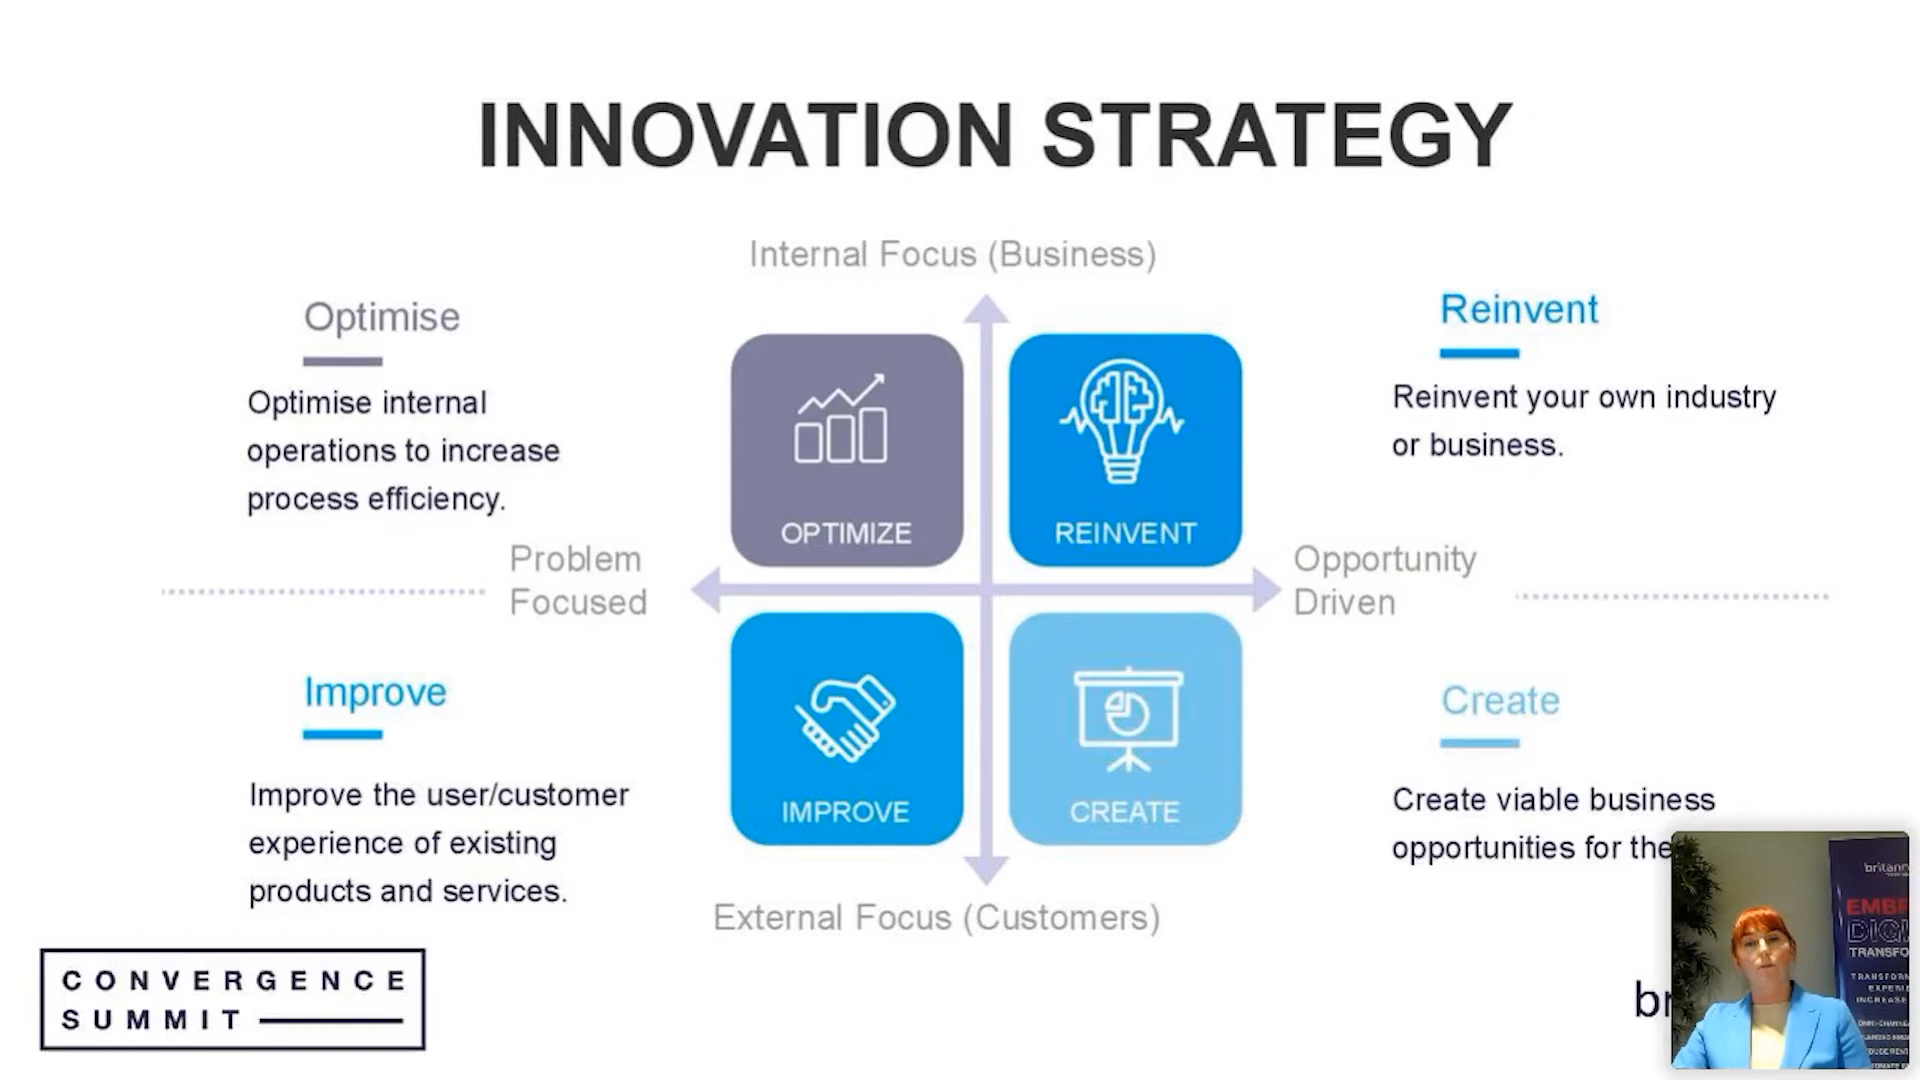 INNOVATION STRATEGY
Internal Focus (Business)
Optimise
Optimise internal
operations to increase
process efficiency.
OPTIMIZE
REINVENT
Reinvent
Reinvent your own industry
or business.
Problem
Focused
Opportunity
Driven
Improve
Improve the user/customer
experience of existing
products and services.
IMPROVE
CREATE
Create
Create viable business
opportunities for the
External Focus (Customers)
CONVERGENCE
SUMMIT